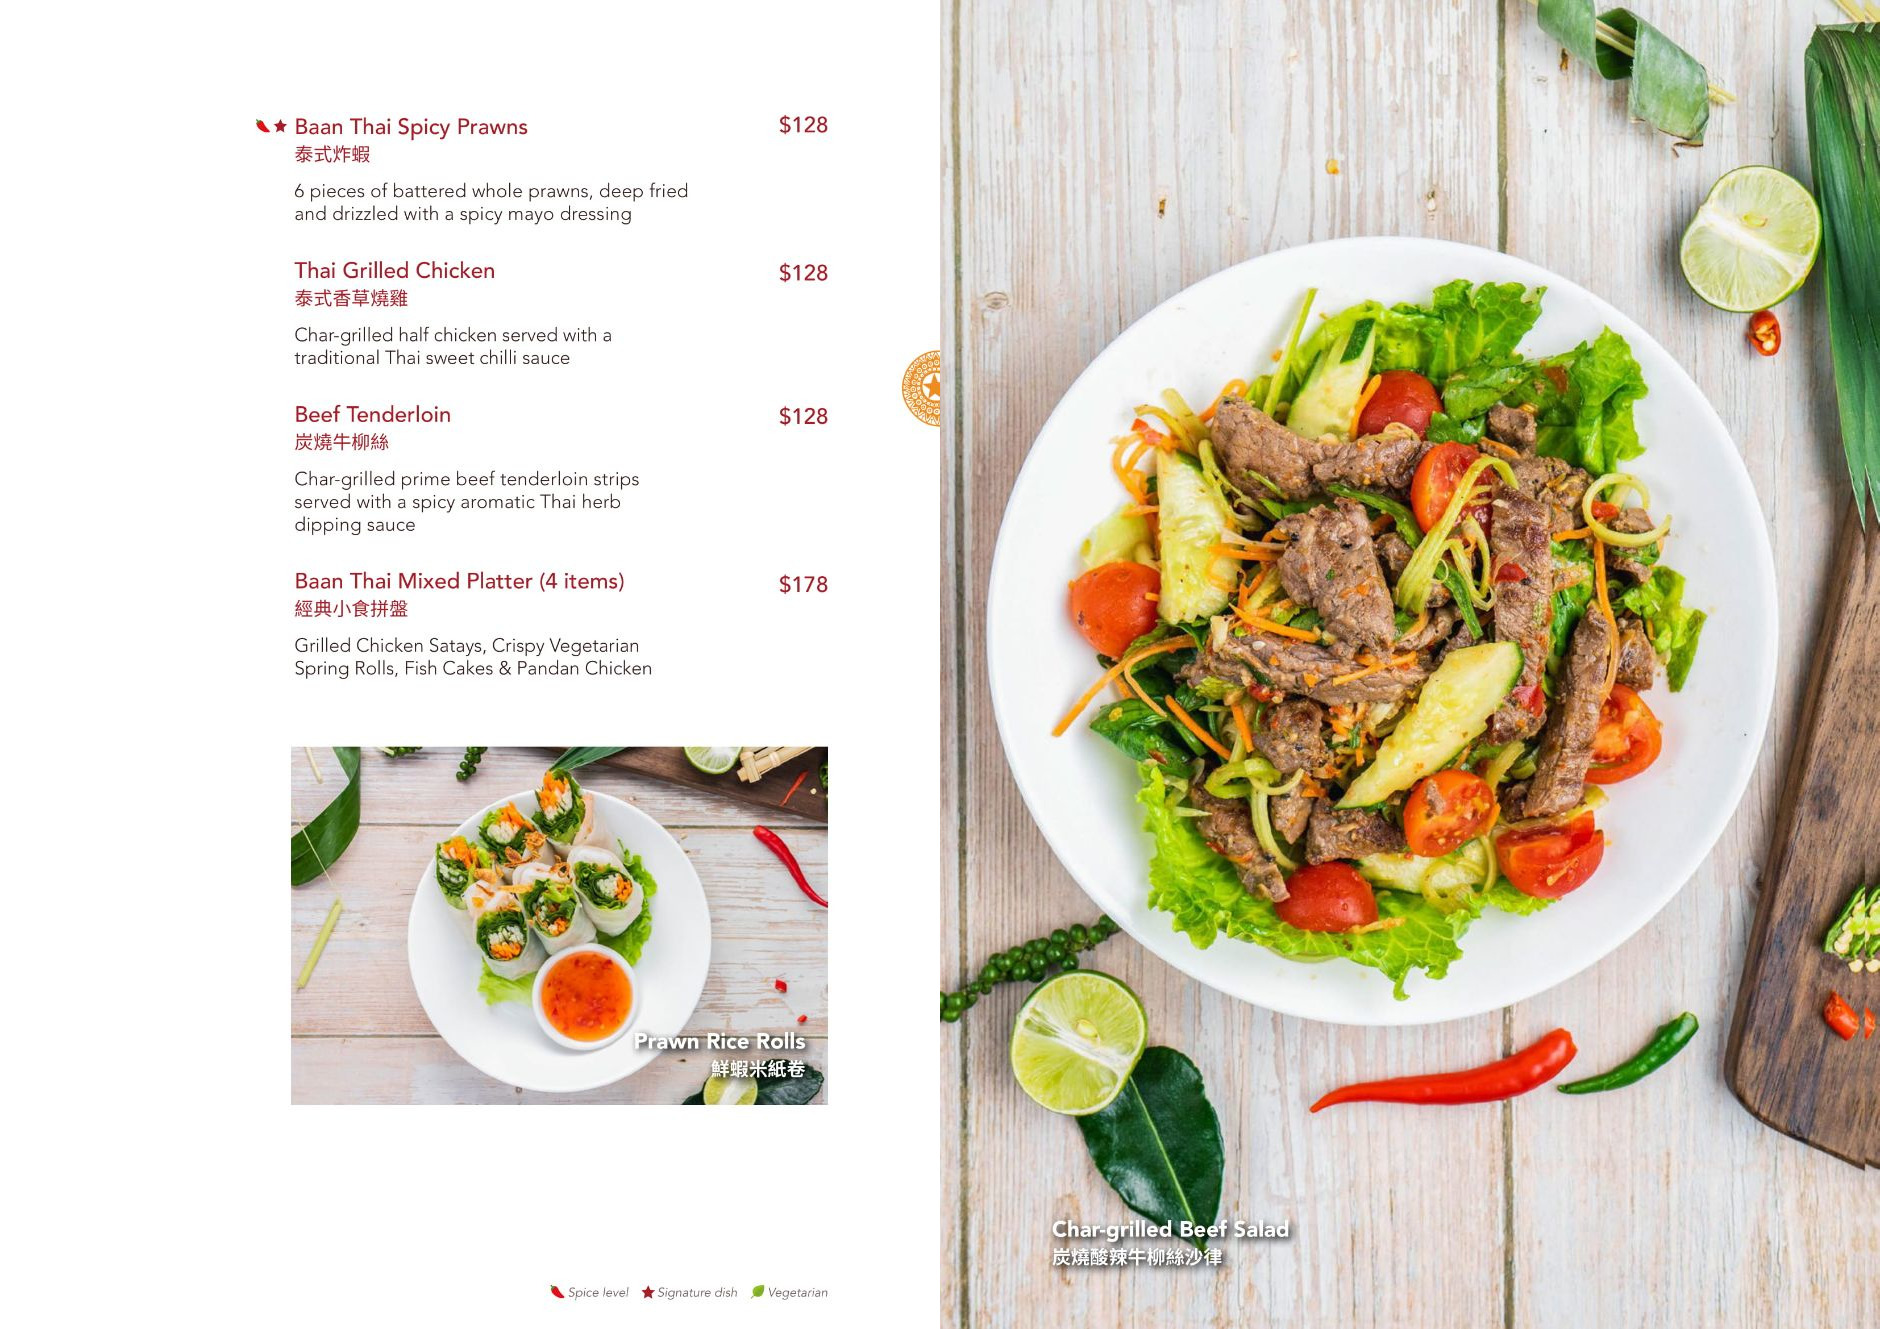 Baan Thai Spicy Prawns $128
泰式炸蝦
6 pieces of battered whole prawns, deep fried
and drizzled with a spicy mayo dressing
Thai Grilled Chicken $128
泰式香草燒雞
Char-grilled half chicken served with a
traditional Thai sweet chilli sauce
Beef Tenderloin $128
炭燒牛柳絲
Char-grilled prime beef tenderloin strips
served with a spicy aromatic Thai herb
dipping sauce
Baan Thai Mixed Platter (4 items) $178
經典小食拼盤
Grilled Chicken Satays, Crispy Vegetarian
Spring Rolls, Fish Cakes & Pandan Chicken
Prawn Rice Rolls
鮮蝦米紙卷
Spice level Signature dish Vegetarian
Char-grilled Beef Salad
炭燒酸辣牛柳絲沙律